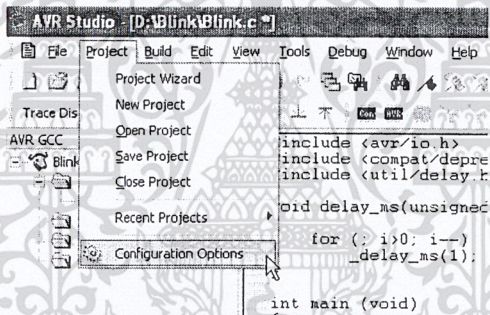 AVR Studio - [D:\Blink\Blink.c *]
File Project Build Edit View Tools Debug Window Help
Project Wizard
New Project
Open Project
Save Project
Close Project
Recent Projects
Configuration Options
Trace Dis
Con AVR
AVR GCC
Blink
include <avr/io.h>
include <compat/depre
include <util/delay.h
oid delay_ms(unsigned
for (; i>0; i--)
_delay_ms(1);
int main (void)